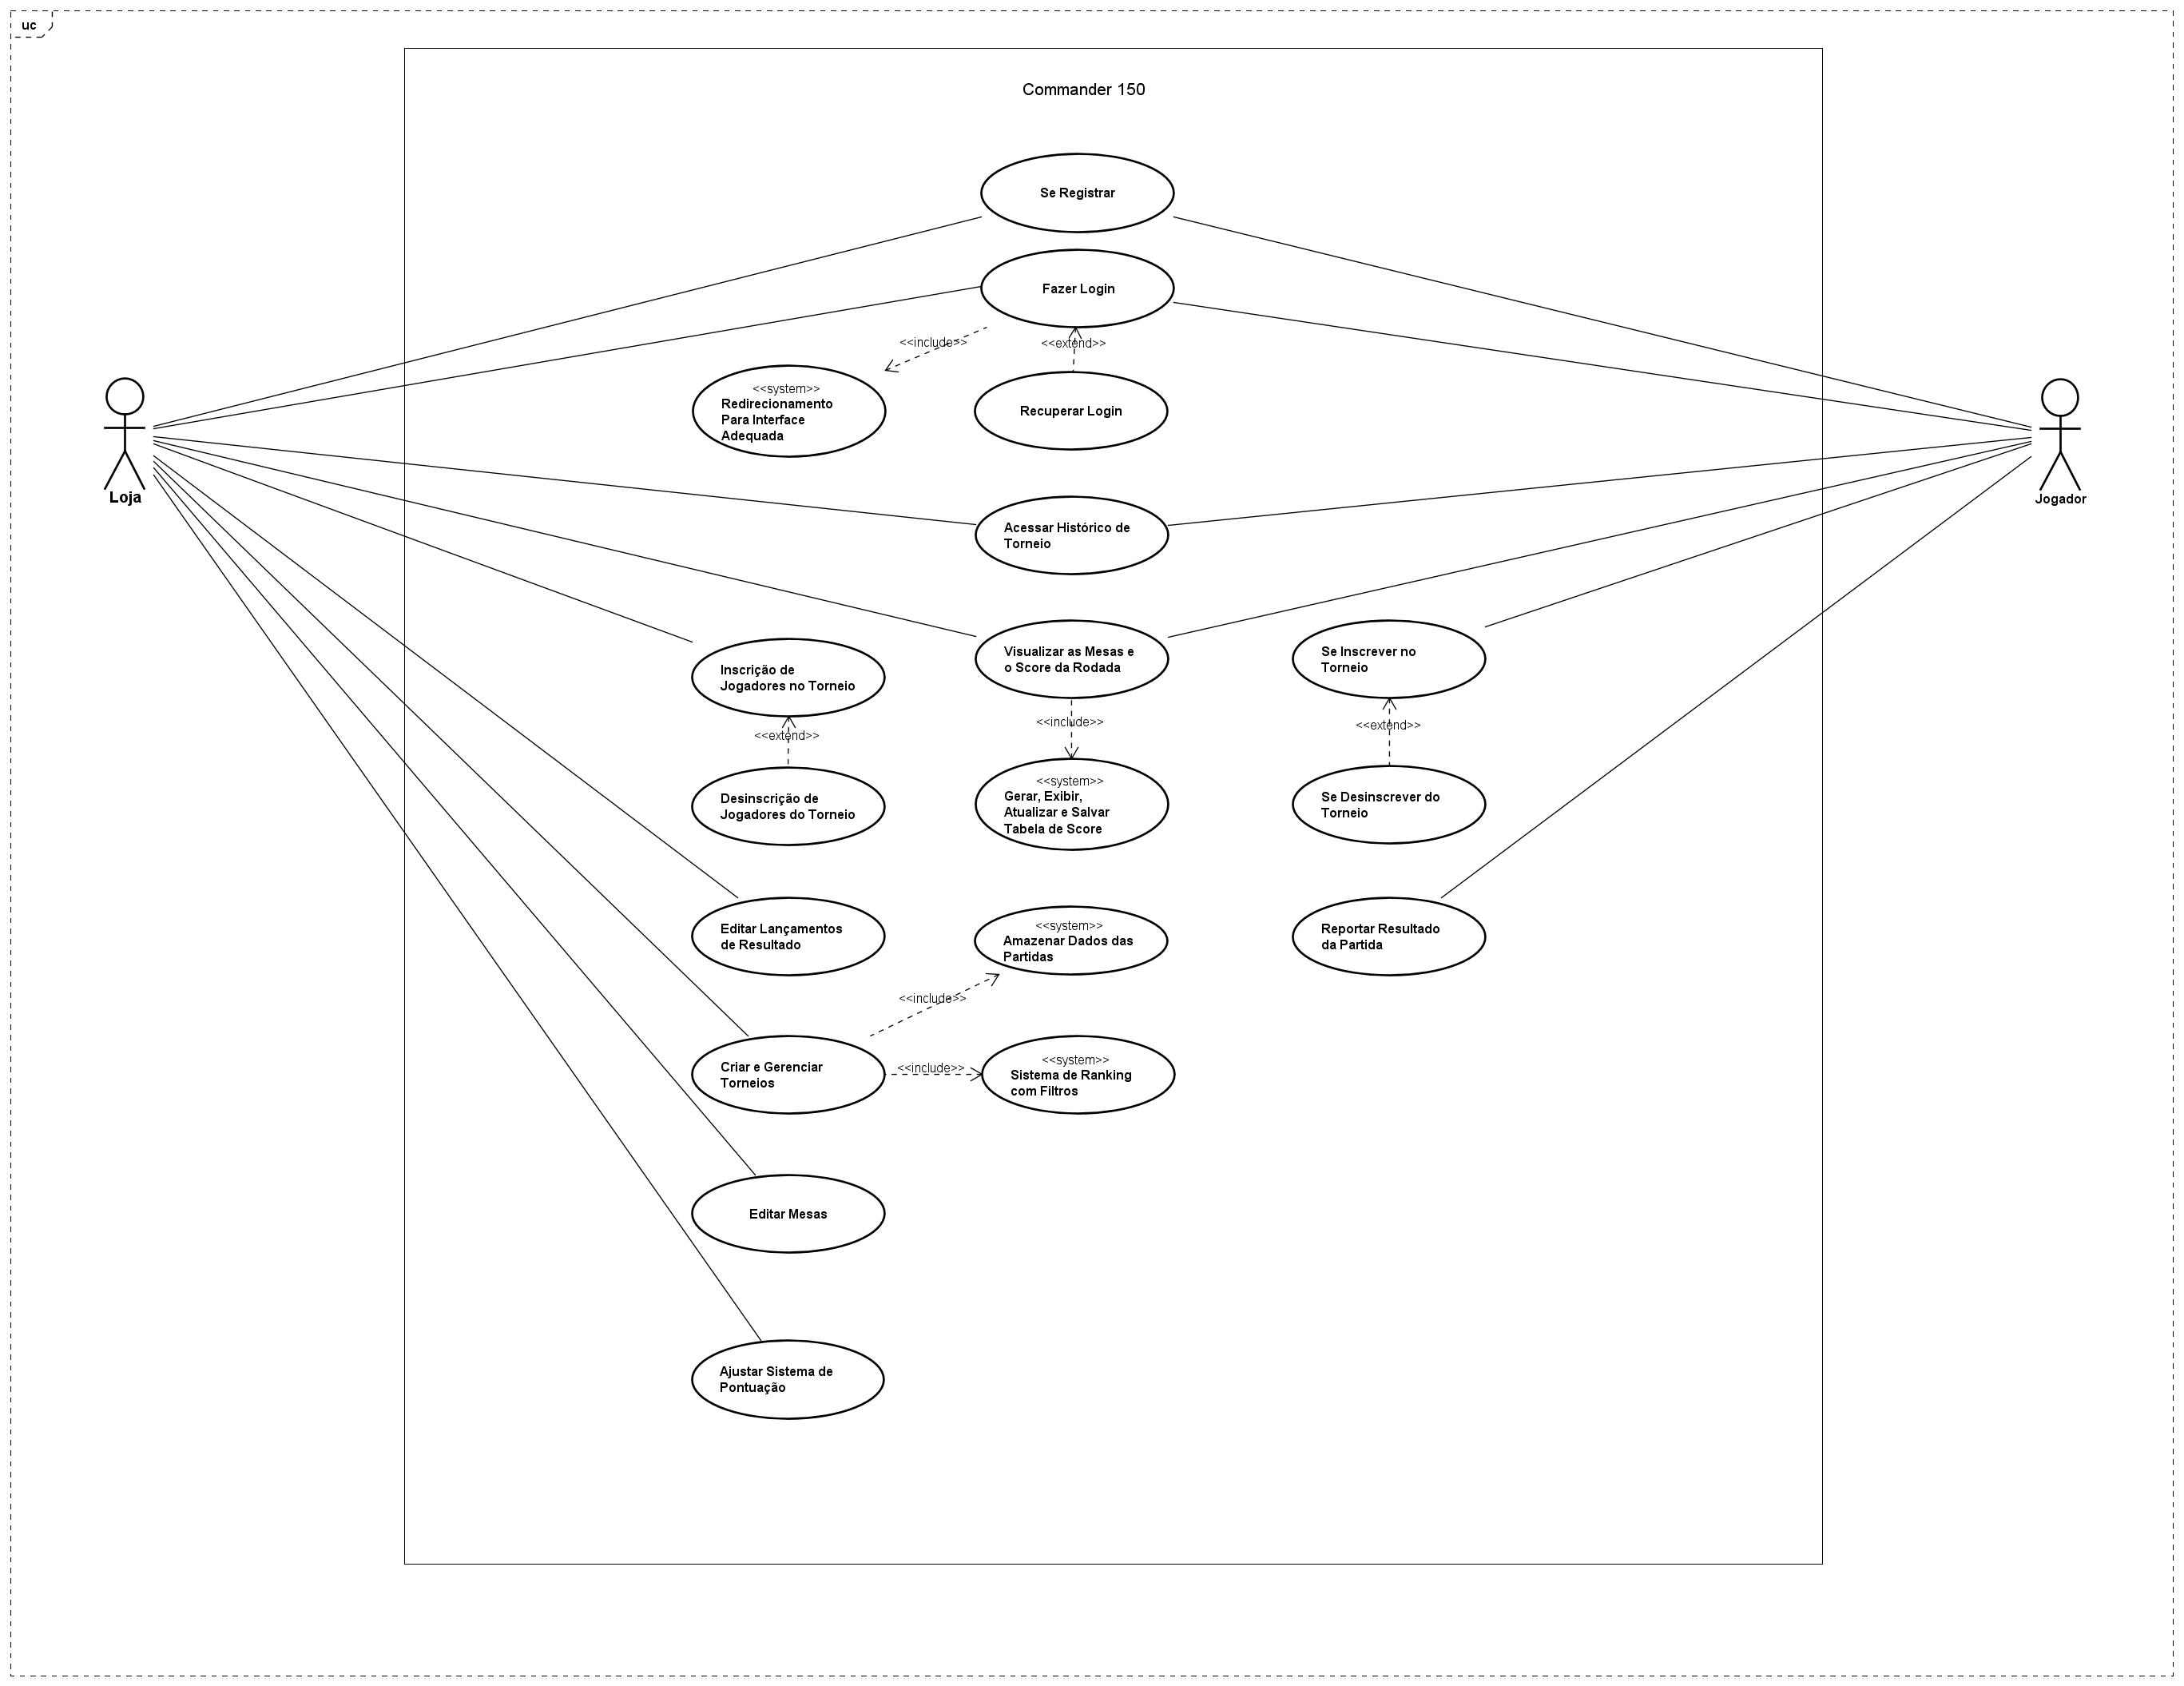 uc
Commander 150
Se Registrar
Fazer Login
<<include>>
<<extend>>
<<system>>
Redirecionamento
Para Interface
Adequada
Recuperar Login
Loja
Jogador
Acessar Histórico de
Torneio
Inscrição de
Jogadores no Torneio
Visualizar as Mesas e
o Score da Rodada
Se Inscrever no
Torneio
<<extend>>
<<include>>
<<extend>>
Desinscrição de
Jogadores do Torneio
<<system>>
Gerar, Exibir,
Atualizar e Salvar
Tabela de Score
Se Desinscrever do
Torneio
Editar Lançamentos
de Resultado
<<system>>
Amazenar Dados das
Partidas
Reportar Resultado
da Partida
<<include>>
Criar e Gerenciar
Torneios
<<include>>
<<system>>
Sistema de Ranking
com Filtros
Editar Mesas
Ajustar Sistema de
Pontuação